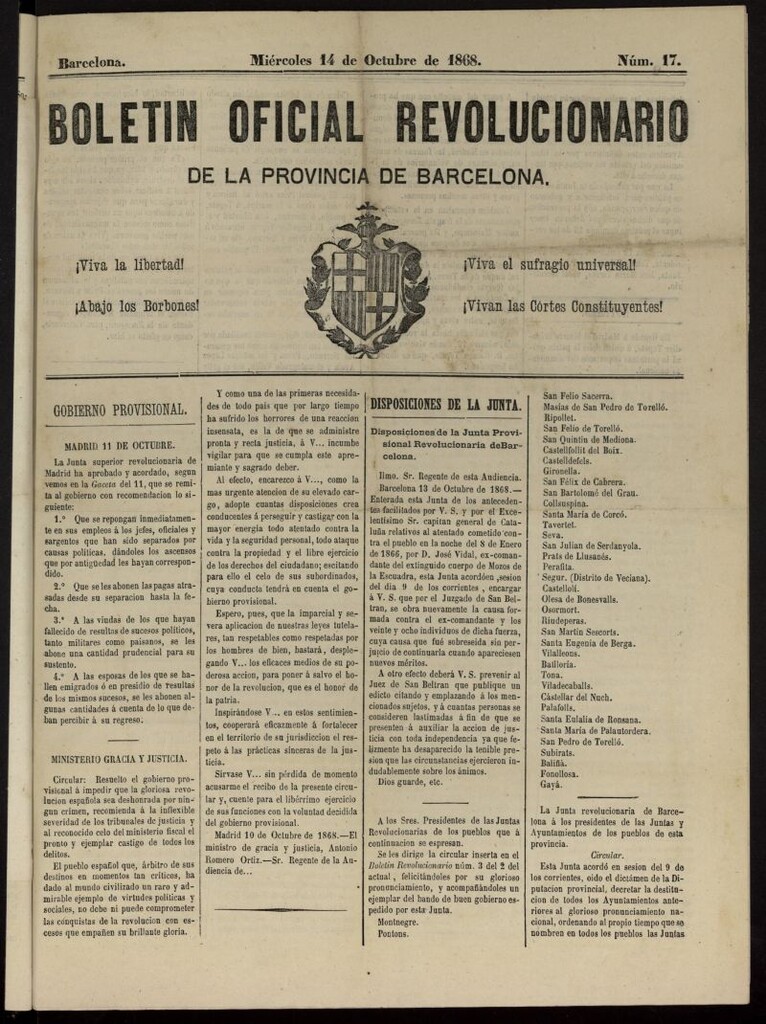 Barcelona. Miércoles 14 de Octubre de 1868. Núm. 17.
BOLETIN OFICIAL REVOLUCIONARIO
DE LA PROVINCIA DE BARCELONA.
¡Viva la libertad!
¡Abajo los Borbones!
¡Viva el sufragio universal!
¡Vivan las Córtes Constituyentes!
GOBIERNO PROVISIONAL.
MADRID 11 DE OCTUBRE.
La Junta superior revolucionaria de
Madrid ha aprobado y acordado, segun
vemos en la Gaceta del 11, que se remi-
ta al gobierno con recomendacion lo si-
guiente:
1.º Que se repongan inmediatamen-
te en sus empleos á los jefes, oficiales y
sargentos que han sido separados por
causas politicas, dándoles los ascensos
que por antigüedad les hayan correspon-
dido.
2.º Que se les abonen las pagas atra-
sadas desde su separacion hasta la fe-
cha.
3.º A las viudas de los que hayan
fallecido de resultas de sucesos políticos,
tanto militares como paisanos, se les
abone una cantidad prudencial para su
sustento.
4.º A las esposas de los que se ha-
llen emigrados ó en presidio de resultas
de los mismos sucesos, se les abonen al-
gunas cantidades á cuenta de lo que de-
ban percibir á su regreso.
MINISTERIO GRACIA Y JUSTICIA.
Circular: Resuelto el gobierno pro-
visional á impedir que la gloriosa revo-
lucion española sea deshonrada por nin-
gun crimen, recomienda á la inflexible
severidad de los tribunales de justicia y
al reconocido celo del ministerio fiscal el
pronto y ejemplar castigo de todos los
delitos.
El pueblo español que, árbitro de sus
destinos en momentos tan críticos, ha
dado al mundo civilizado un raro y ad-
mirable ejemplo de virtudes políticas y
sociales, no debe ni puede comprometer
las conquistas de la revolucion con es-
cesos que empañen su brillante gloria.
Y como una de las primeras necesida-
des de todo país que por largo tiempo
ha sufrido los horrores de una reaccion
insensata, es la de que se administre
pronta y recta justicia, á V... incumbe
vigilar para que se cumpla este apre-
miante y sagrado deber.
Al efecto, encarezco á V..., como la
mas urgente atencion de su elevado car-
go, adopte cuantas disposiciones crea
conducentes á perseguir y castigar con la
mayor energía todo atentado contra la
vida y la seguridad personal, todo ataque
contra la propiedad y el libre ejercicio
de los derechos del ciudadano; escitando
para ello el celo de sus subordinados,
cuya conducta tendrá en cuenta el go-
bierno provisional.
Espero, pues, que la imparcial y se-
vera aplicacion de nuestras leyes tutela-
res, tan respetables como respetadas por
los hombres de bien, bastará, desple-
gando V... los eficaces medios de su po-
derosa accion, para poner á salvo el ho-
nor de la revolucion, que es el honor de
la patria.
Inspirándose V... en estos sentimien-
tos, cooperará eficazmente á fortalecer
en el territorio de su jurisdiccion el res-
peto á las prácticas sinceras de la jus-
ticia.
Sirvase V... sin pérdida de momento
acusarme el recibo de la presente circu-
lar y, cuente para el libérrimo ejercicio
de sus funciones con la voluntad decidida
del gobierno provisional.
Madrid 10 de Octubre de 1868.—El
ministro de gracia y justicia, Antonio
Romero Ortiz.—Sr. Regente de la Au-
diencia de...
DISPOSICIONES DE LA JUNTA.
Disposiciones de la Junta Provi-
sional Revolucionaria de Bar-
celona.
Ilmo. Sr. Regente de esta Audiencia.
Barcelona 13 de Octubre de 1868.—
Enterada esta Junta de los anteceden-
tes facilitados por V. S. y por el Exce-
lentísimo Sr. capitan general de Cata-
luña relativos al atentado cometido con-
tra el pueblo en la noche del 8 de Enero
de 1866, por D. José Vidal, ex-coman-
dante del extinguido cuerpo de Mozos de
la Escuadra, esta Junta acordó en sesion
del dia 9 de los corrientes, encargar
á V. S. que por el Juzgado de San Bel-
tran, se obra nuevamente la causa for-
mada contra el ex-comandante y los
veinte y ocho individuos de dicha fuerza,
cuya causa que fué sobreseida sin per-
juicio de continuarla cuando apareciesen
nuevos méritos.
A otro efecto deberá V. S. prevenir al
Juez de San Beltran que publique un
edicto citando y emplazando á los men-
cionados sujetos, y á cuantas personas se
consideren lastimadas á fin de que se
presenten á auxiliar la accion de justi-
cia con toda independencia ya que fe-
lizmente ha desaparecido la tenible pre-
sion que las circunstancias ejercieron in-
dudablemente sobre los ánimos.
Dios guarde, etc.
A los Sres. Presidentes de las Juntas
Revolucionarias de los pueblos que á
continuacion se espresan.
Se les dirige la circular inserta en el
Boletin Revolucionario núm. 3 del 2 del
actual, felicitándoles por su glorioso
pronunciamiento, y acompañándoles un
ejemplar del bando de buen gobierno es-
pedido por esta Junta.
Montnegre.
Pontons.
San Felio Sacerra.
Masias de San Pedro de Torelló.
Ripollet.
San Felio de Torelló.
San Quintin de Mediona.
Castellfullit del Boix.
Castelldefels.
Gironella.
San Félix de Cabrera.
San Bartolomé del Grau.
Collsuspina.
Santa María de Corcó.
Tavertet.
Seva.
San Julian de Serdanyola.
Prats de Llusanés.
Perafita.
Segur. (Distrito de Veciana).
Castellolí.
Olesa de Bonesvalls.
Osormort.
Riudeperas.
San Martin Sescorts.
Santa Eugenia de Berga.
Vilalleons.
Batlloria.
Tona.
Viladecaballs.
Castellar del Nuch.
Palafolls.
Santa Eulalia de Ronsana.
Santa María de Palautordera.
San Pedro de Torelló.
Subirats.
Baliñá.
Fonollosa.
Gayà.
La Junta revolucionaria de Barce-
lona á los presidentes de las Juntas y
Ayuntamientos de los pueblos de esta
provincia.
Circular.
Esta Junta acordó en sesion del 9 de
los corrientes, oido el dictámen de la Di-
putacion provincial, decretar la destitu-
cion de todos los Ayuntamientos ante-
riores al glorioso pronunciamiento na-
cional, ordenando al propio tiempo que se
nombren en todos los pueblos las Juntas